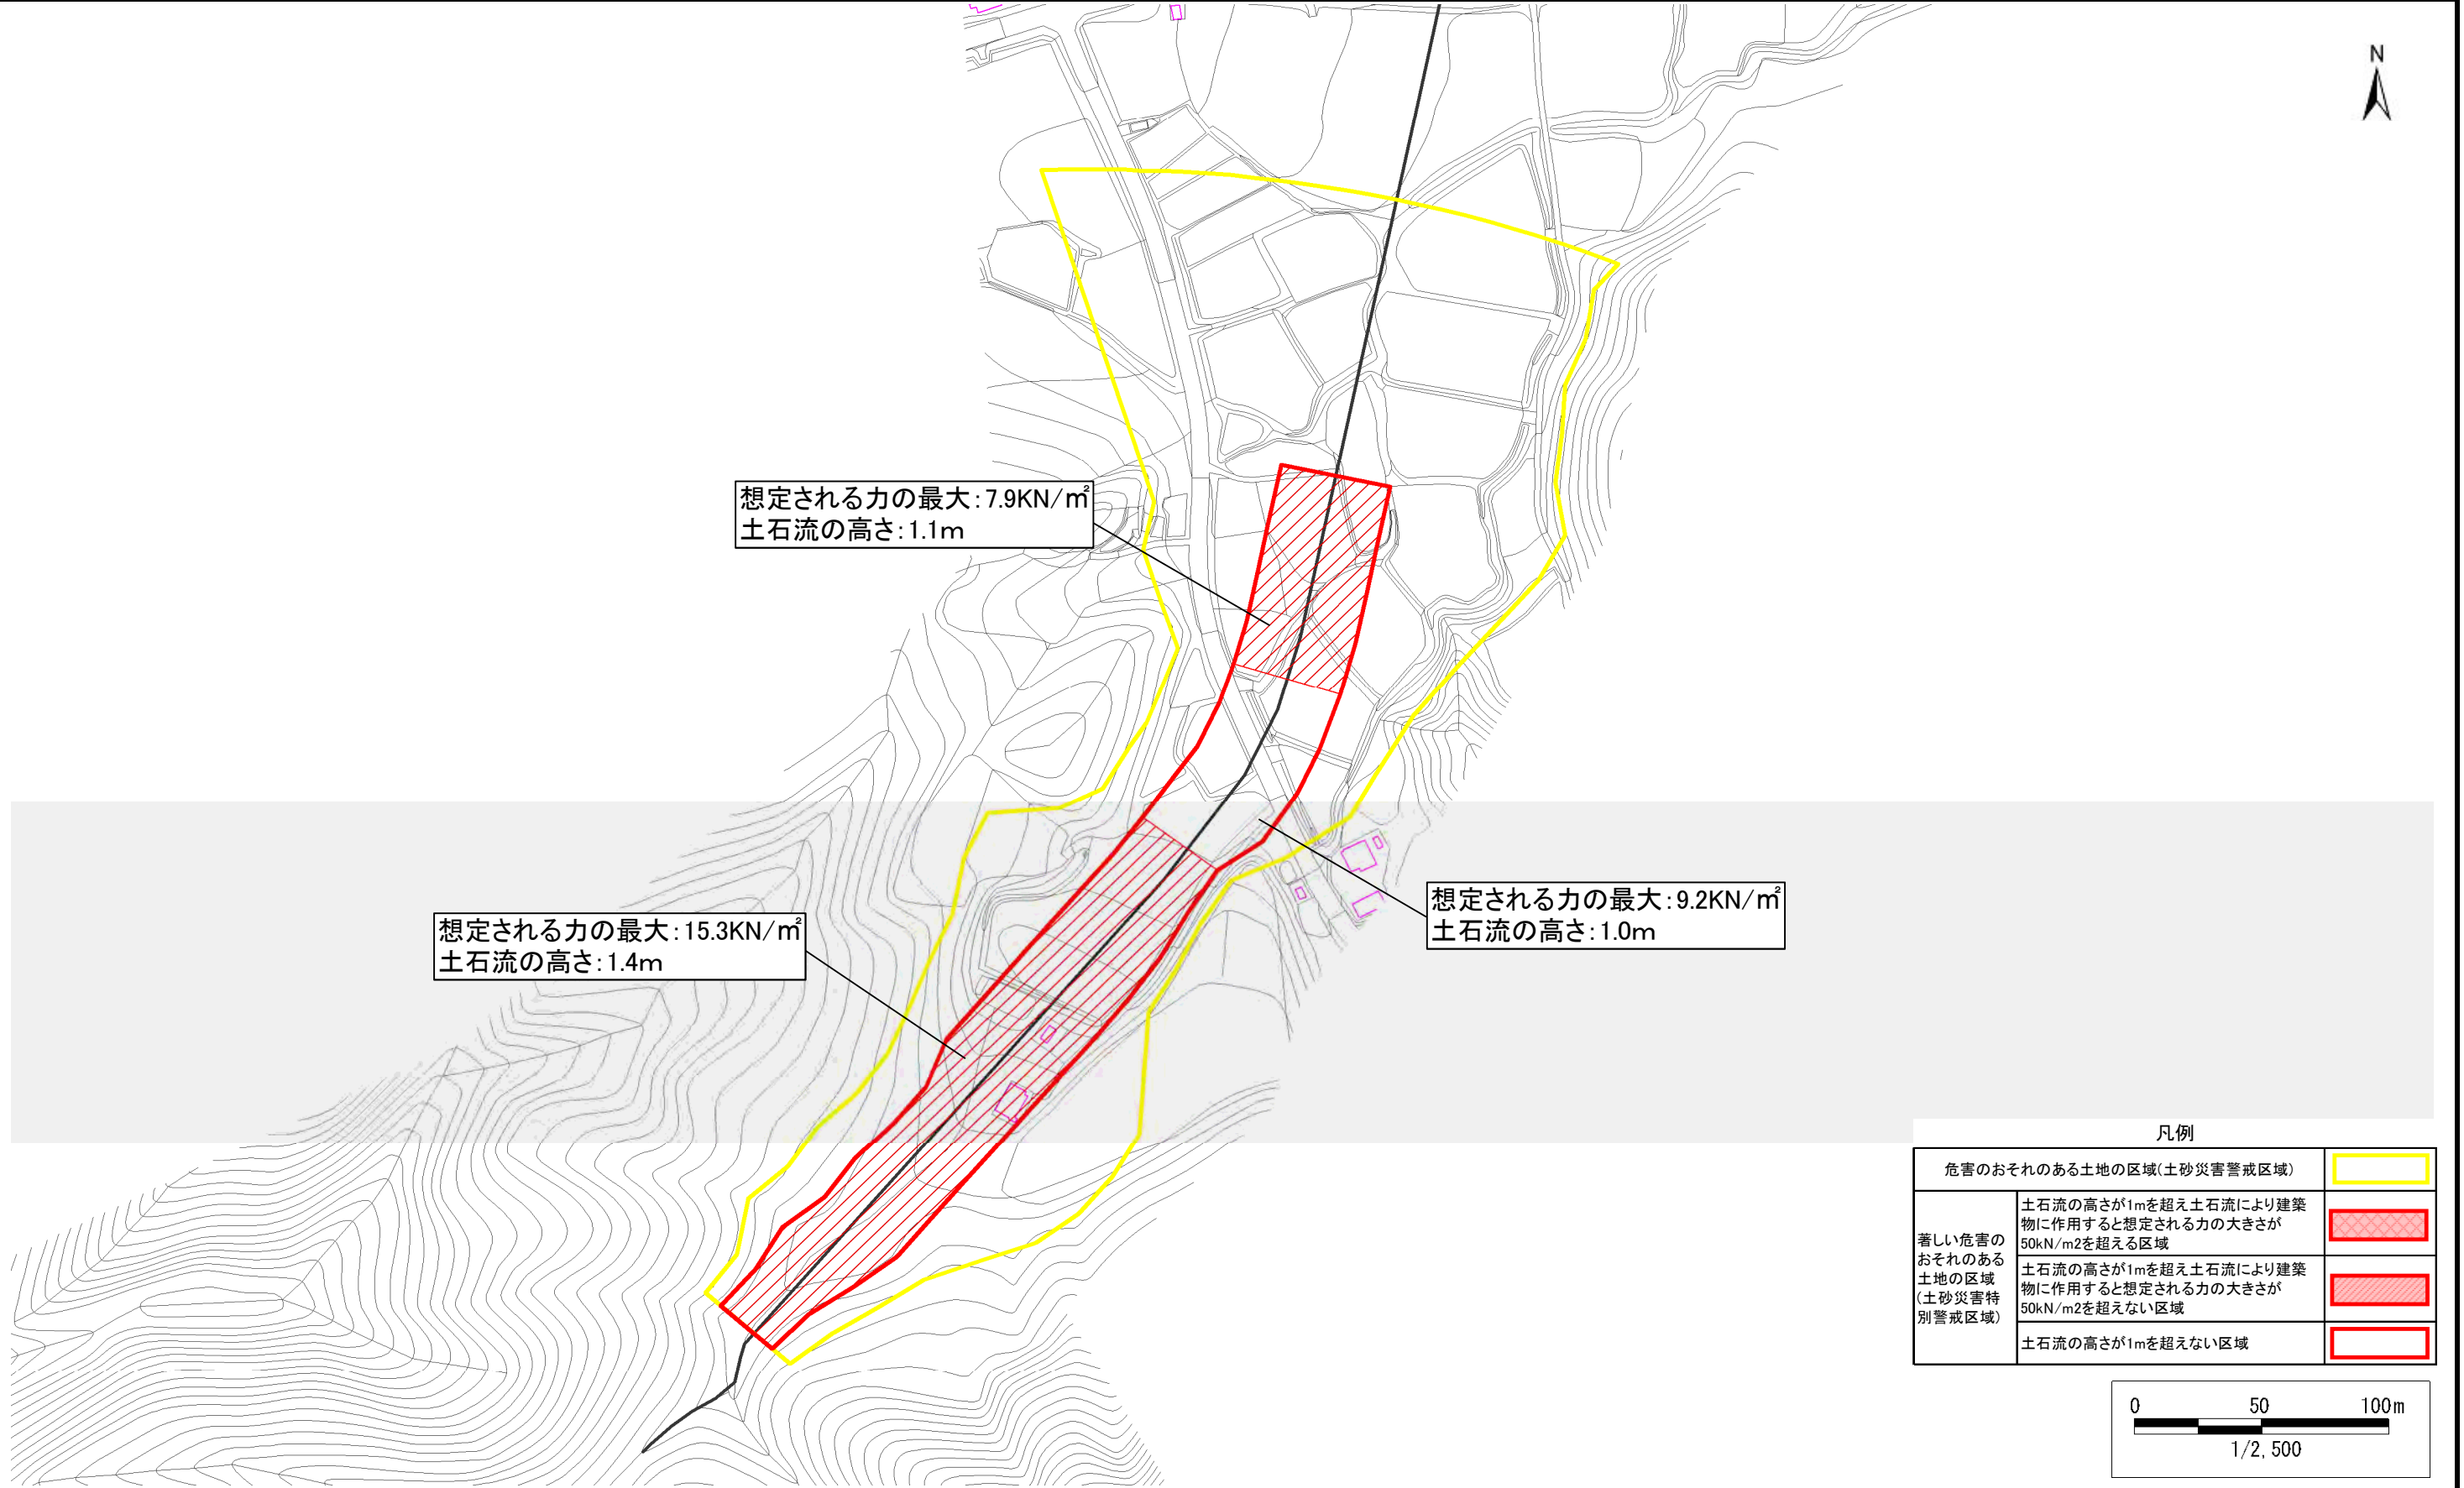 N
想定される力の最大:7.9KN/㎡
土石流の高さ:1.1m
想定される力の最大:9.2KN/㎡
土石流の高さ:1.0m
想定される力の最大:15.3KN/㎡
土石流の高さ:1.4m
凡例
危害のおそれのある土地の区域(土砂災害警戒区域)
著しい危害の
おそれのある
土地の区域
(土砂災害特
別警戒区域)
土石流の高さが1mを超え土石流により建築
物に作用すると想定される力の大きさが
50kN/m2を超える区域
土石流の高さが1mを超え土石流により建築
物に作用すると想定される力の大きさが
50kN/m2を超えない区域
土石流の高さが1mを超えない区域
0 50 100m
1/2,500